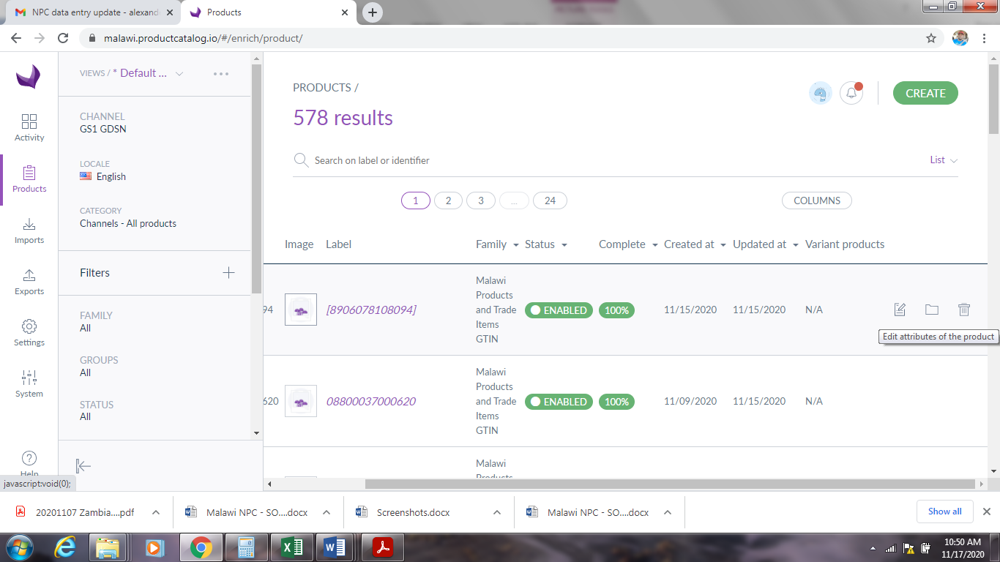 NPC data entry update - alexand
Products
malawi.productcatalog.io/#/enrich/product/
Activity
Products
Imports
Exports
Settings
System
Help
VIEWS / * Default ...
CHANNEL
GS1 GDSN
LOCALE
English
CATEGORY
Channels - All products
Filters
FAMILY
All
GROUPS
All
STATUS
All
PRODUCTS /
578 results
CREATE
Search on label or identifier
List
1 2 3 ... 24
COLUMNS
Image Label Family Status Complete Created at Updated at Variant products
94 [8906078108094] Malawi Products and Trade Items GTIN ENABLED 100% 11/15/2020 11/15/2020 N/A
Edit attributes of the product
620 08800037000620 Malawi Products and Trade Items GTIN ENABLED 100% 11/09/2020 11/15/2020 N/A
Malawi
Products
javascript:void(0);
20201107 Zambia....pdf
Malawi NPC - SO....docx
Screenshots.docx
Malawi NPC - SO....docx
Show all
10:50 AM
11/17/2020